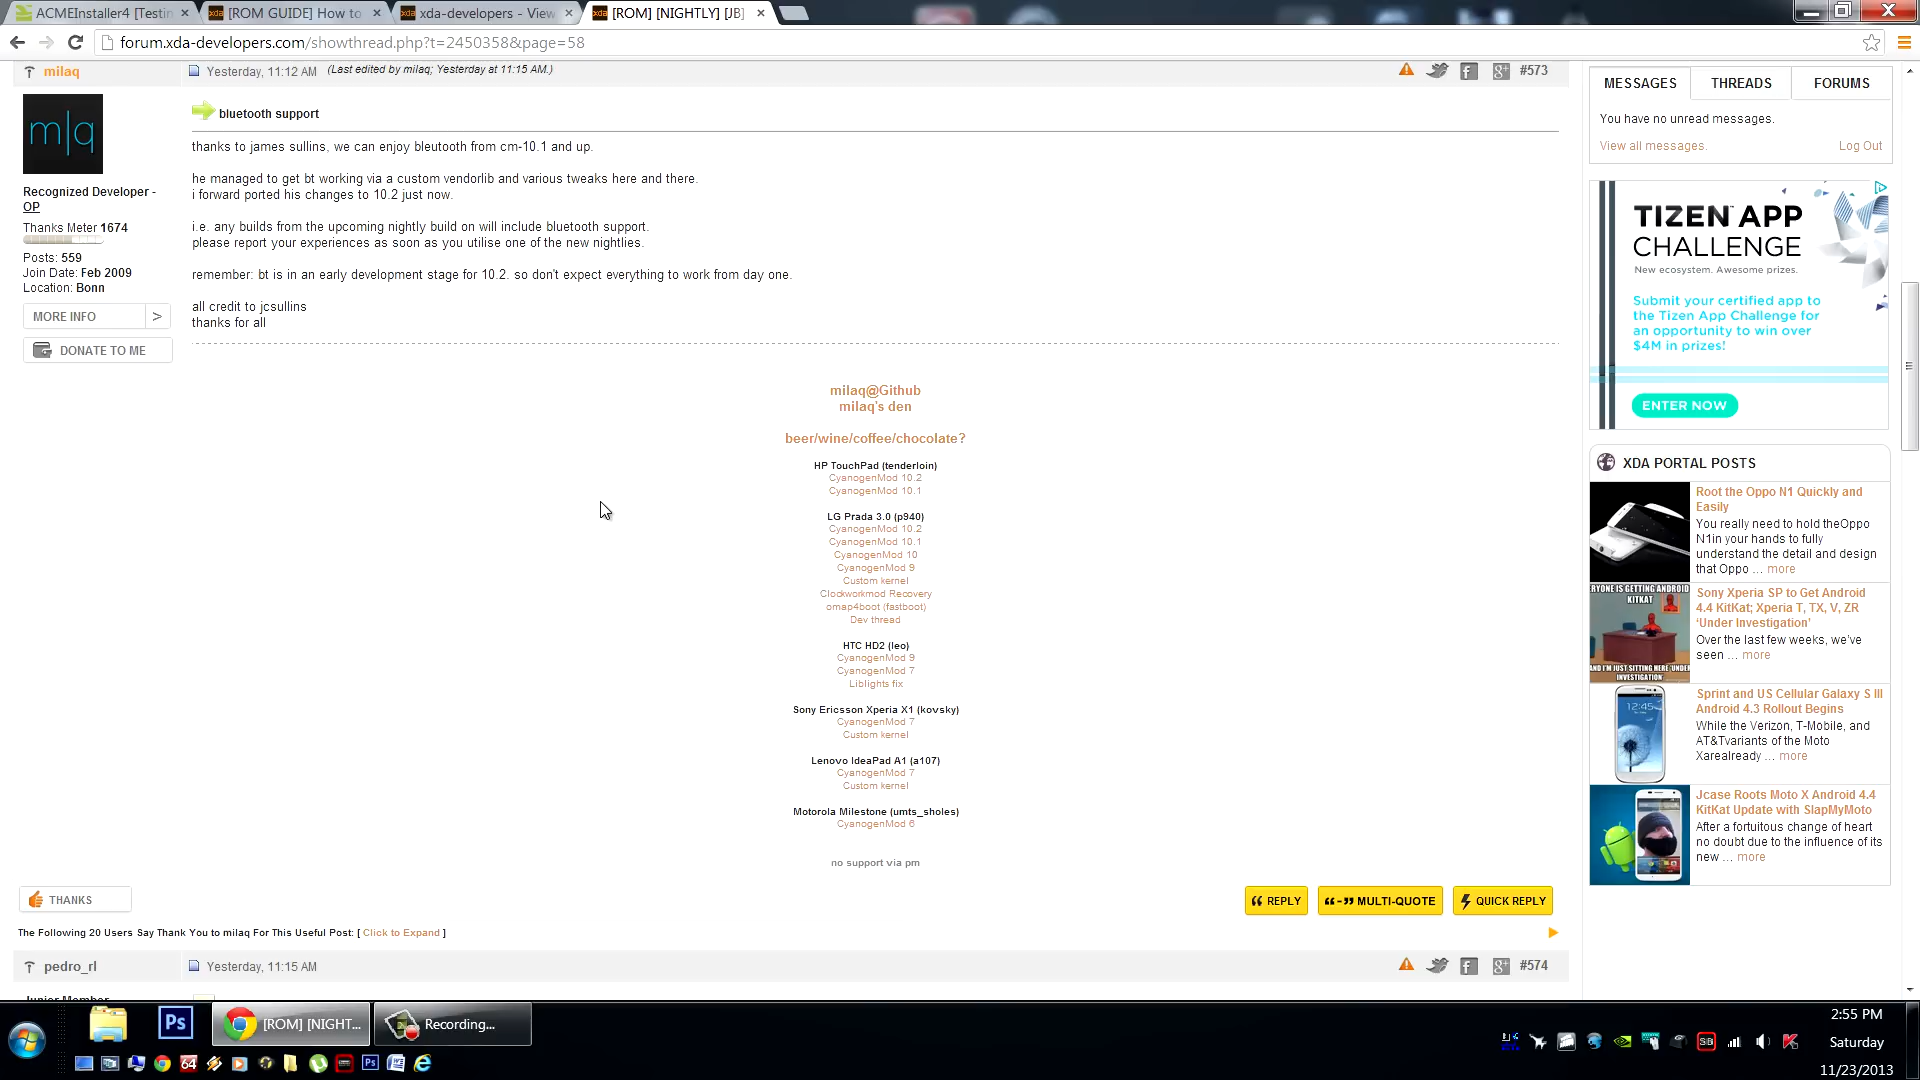 ACMEInstaller4 [Testin
[ROM GUIDE] How to
xda-developers - View
[ROM] [NIGHTLY] [JB]
forum.xda-developers.com/showthread.php?t=2450358&page=58
milaq
Yesterday, 11:12 AM (Last edited by milaq; Yesterday at 11:15 AM.)
#573
m|q
Recognized Developer -
OP
Thanks Meter 1674
Posts: 559
Join Date: Feb 2009
Location: Bonn
MORE INFO >
DONATE TO ME
bluetooth support
thanks to james sullins, we can enjoy bleutooth from cm-10.1 and up.
he managed to get bt working via a custom vendorlib and various tweaks here and there.
i forward ported his changes to 10.2 just now.
i.e. any builds from the upcoming nightly build on will include bluetooth support.
please report your experiences as soon as you utilise one of the new nightlies.
remember: bt is in an early development stage for 10.2. so don't expect everything to work from day one.
all credit to jcsullins
thanks for all
milaq@Github
milaq's den
beer/wine/coffee/chocolate?
HP TouchPad (tenderloin)
CyanogenMod 10.2
CyanogenMod 10.1
LG Prada 3.0 (p940)
CyanogenMod 10.2
CyanogenMod 10.1
CyanogenMod 10
CyanogenMod 9
Custom kernel
Clockworkmod Recovery
omap4boot (fastboot)
Dev thread
HTC HD2 (leo)
CyanogenMod 9
CyanogenMod 7
Liblights fix
Sony Ericsson Xperia X1 (kovsky)
CyanogenMod 7
Custom kernel
Lenovo IdeaPad A1 (a107)
CyanogenMod 7
Custom kernel
Motorola Milestone (umts_sholes)
CyanogenMod 6
no support via pm
THANKS
REPLY
MULTI-QUOTE
QUICK REPLY
The Following 20 Users Say Thank You to milaq For This Useful Post: [ Click to Expand ]
pedro_rl
Yesterday, 11:15 AM
#574
Junior Member
MESSAGES
THREADS
FORUMS
You have no unread messages.
View all messages.
Log Out
TIZEN APP
CHALLENGE
New ecosystem. Awesome prizes.
Submit your certified app to
the Tizen App Challenge for
an opportunity to win over
$4M in prizes!
ENTER NOW
XDA PORTAL POSTS
Root the Oppo N1 Quickly and
Easily
You really need to hold theOppo
N1in your hands to fully
understand the detail and design
that Oppo ... more
RYONE IS GETTING ANDROID
KITKAT
AND I'M JUST SITTING HERE 'UNDER
INVESTIGATION'
Sony Xperia SP to Get Android
4.4 KitKat; Xperia T, TX, V, ZR
‘Under Investigation’
Over the last few weeks, we’ve
seen ... more
12:45
Sprint and US Cellular Galaxy S III
Android 4.3 Rollout Begins
While the Verizon, T-Mobile, and
AT&Tvariants of the Moto
Xarealready ... more
Jcase Roots Moto X Android 4.4
KitKat Update with SlapMyMoto
After a fortuitous change of heart
no doubt due to the influence of its
new ... more
Ps
[ROM] [NIGHT...
Recording...
64
2:55 PM
Saturday
11/23/2013